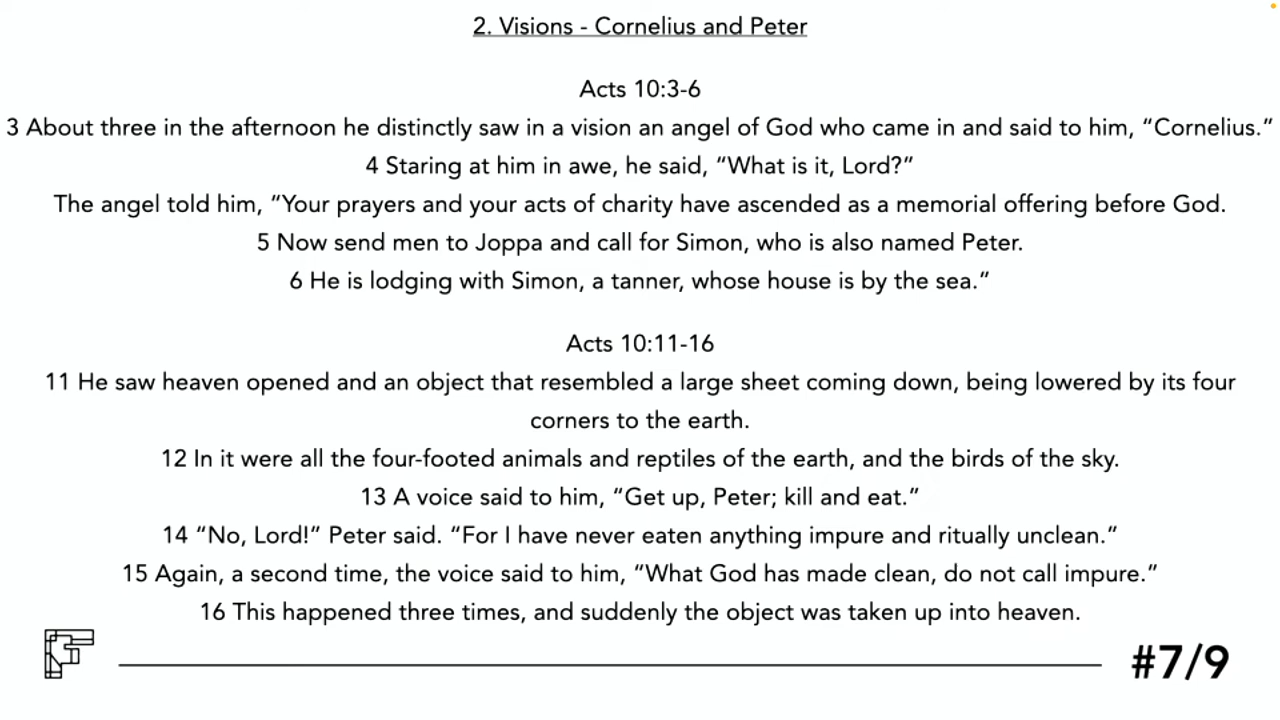 2. Visions - Cornelius and Peter
Acts 10:3-6
3 About three in the afternoon he distinctly saw in a vision an angel of God who came in and said to him, “Cornelius.”
4 Staring at him in awe, he said, “What is it, Lord?”
The angel told him, “Your prayers and your acts of charity have ascended as a memorial offering before God.
5 Now send men to Joppa and call for Simon, who is also named Peter.
6 He is lodging with Simon, a tanner, whose house is by the sea.”
Acts 10:11-16
11 He saw heaven opened and an object that resembled a large sheet coming down, being lowered by its four
corners to the earth.
12 In it were all the four-footed animals and reptiles of the earth, and the birds of the sky.
13 A voice said to him, “Get up, Peter; kill and eat.”
14 “No, Lord!” Peter said. “For I have never eaten anything impure and ritually unclean.”
15 Again, a second time, the voice said to him, “What God has made clean, do not call impure.”
16 This happened three times, and suddenly the object was taken up into heaven.
#7/9